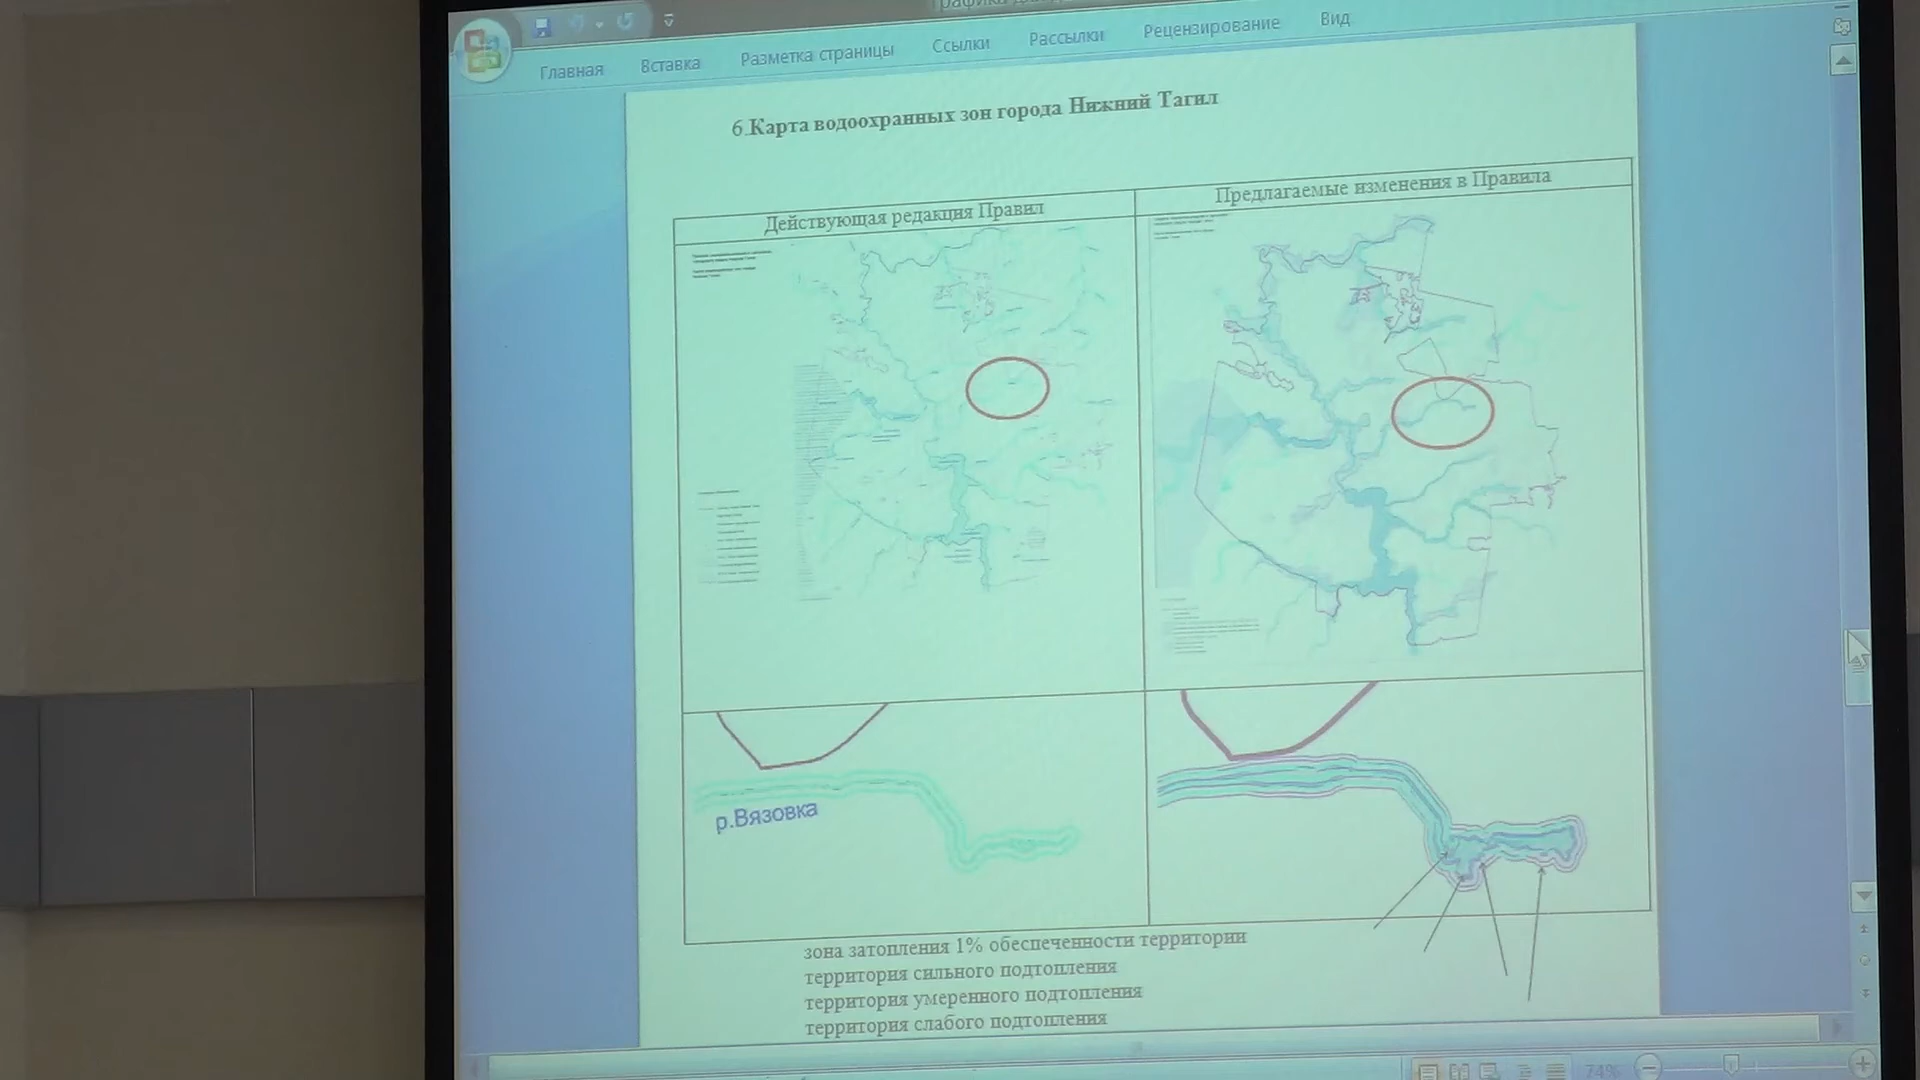 Главная Вставка Разметка страницы Ссылки Рассылки Рецензирование Вид
6.Карта водоохранных зон города Нижний Тагил
Действующая редакция Правил
Предлагаемые изменения в Правила
р.Вязовка
зона затопления 1% обеспеченности территории
территория сильного подтопления
территория умеренного подтопления
территория слабого подтопления
74%